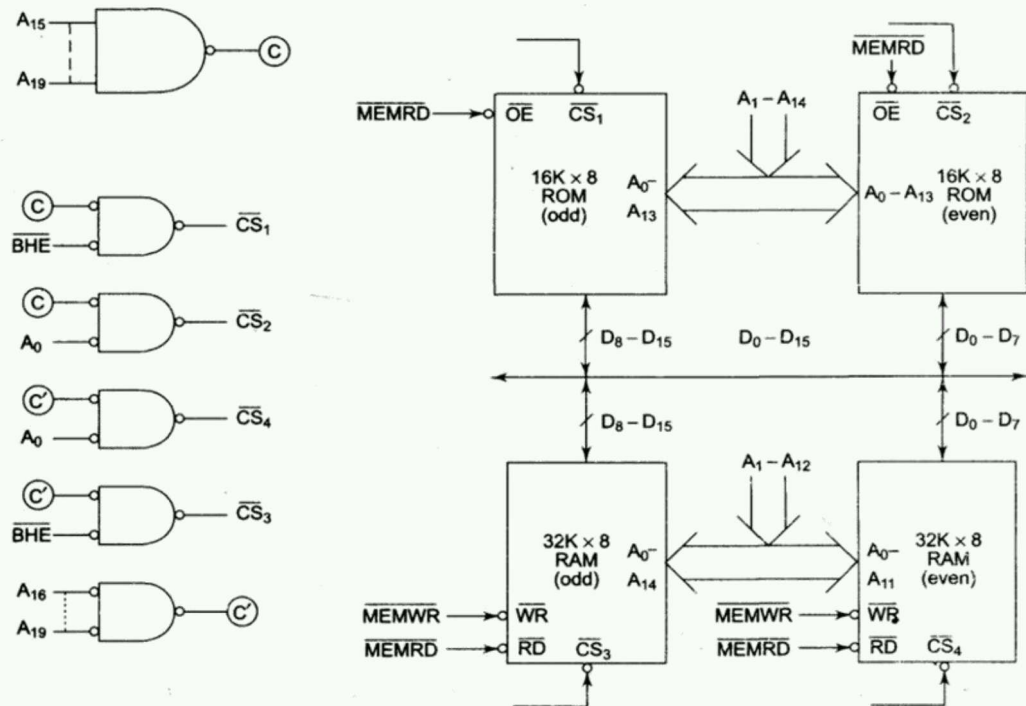 A15
A19
C
C
BHE
CS1
C
A0
CS2
C'
A0
CS4
C'
BHE
CS3
A16
A19
C'
MEMRD
OE
CS1
16K × 8
ROM
(odd)
A0–
A13
A1 – A14
MEMRD
OE
CS2
A0 – A13
16K × 8
ROM
(even)
D8 – D15
D0 – D15
D0 – D7
D8 – D15
D0 – D7
A1 – A12
32K × 8
RAM
(odd)
A0–
A14
MEMWR
WR
MEMRD
RD
CS3
32K × 8
RAM
(even)
A0–
A11
MEMWR
WR
MEMRD
RD
CS4